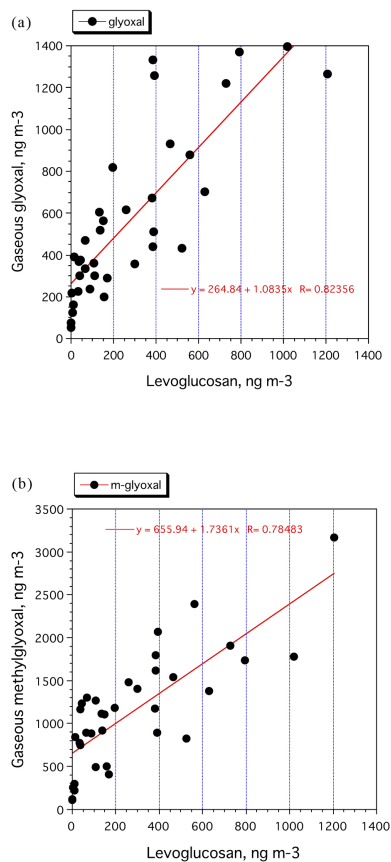 (a)
glyoxal
1400
1200
1000
800
600
400
200
0
Gaseous glyoxal, ng m-3
y = 264.84 + 1.0835x R= 0.82356
0 200 400 600 800 1000 1200 1400
Levoglucosan, ng m-3
(b)
m-glyoxal
3500
3000
2500
2000
1500
1000
500
0
Gaseous methylglyoxal, ng m-3
y = 655.94 + 1.7361x R= 0.78483
0 200 400 600 800 1000 1200 1400
Levoglucosan, ng m-3